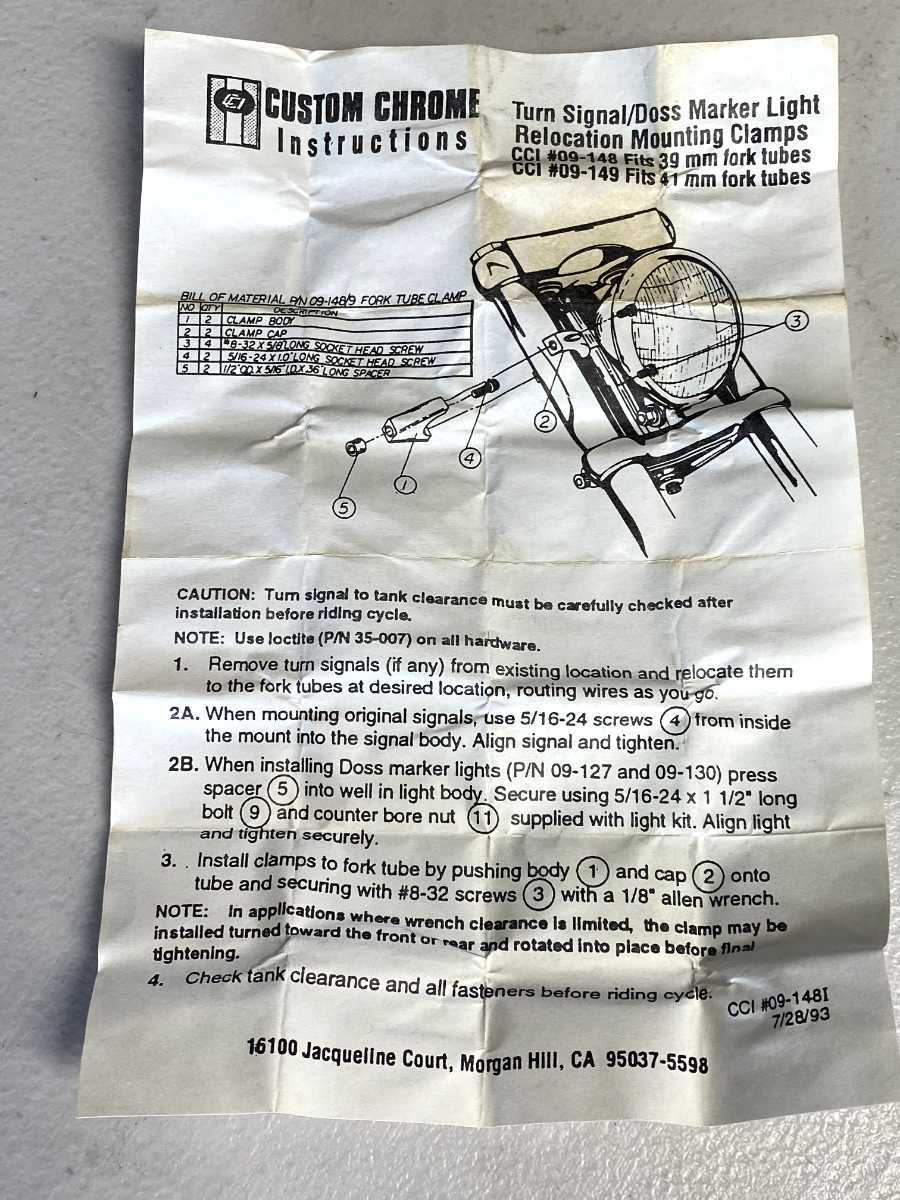 CCI
CUSTOM CHROME
Instructions
Turn Signal/Doss Marker Light
Relocation Mounting Clamps
CCI #09-148 Fits 39 mm fork tubes
CCI #09-149 Fits 41 mm fork tubes
BILL OF MATERIAL P/N 09-148/9 FORK TUBE CLAMP
NO QTY DESCRIPTION
1 2 CLAMP BODY
2 2 CLAMP CAP
3 4 #8-32 X 5/8" LONG SOCKET HEAD SCREW
4 2 5/16-24 X 1.0" LONG SOCKET HEAD SCREW
5 2 1/2" O.D. X 5/16" I.D. X .36" LONG SPACER
3
2
4
1
5
CAUTION: Turn signal to tank clearance must be carefully checked after
installation before riding cycle.
NOTE: Use loctite (P/N 35-007) on all hardware.
1. Remove turn signals (if any) from existing location and relocate them
to the fork tubes at desired location, routing wires as you go.
2A. When mounting original signals, use 5/16-24 screws 4 from inside
the mount into the signal body. Align signal and tighten.
2B. When installing Doss marker lights (P/N 09-127 and 09-130) press
spacer 5 into well in light body. Secure using 5/16-24 x 1 1/2" long
bolt 9 and counter bore nut 11 supplied with light kit. Align light
and tighten securely.
3. Install clamps to fork tube by pushing body 1 and cap 2 onto
tube and securing with #8-32 screws 3 with a 1/8" allen wrench.
NOTE: In applications where wrench clearance is limited, the clamp may be
installed turned toward the front or rear and rotated into place before final
tightening.
4. Check tank clearance and all fasteners before riding cycle.
CCI #09-148I
7/28/93
16100 Jacqueline Court, Morgan Hill, CA 95037-5598